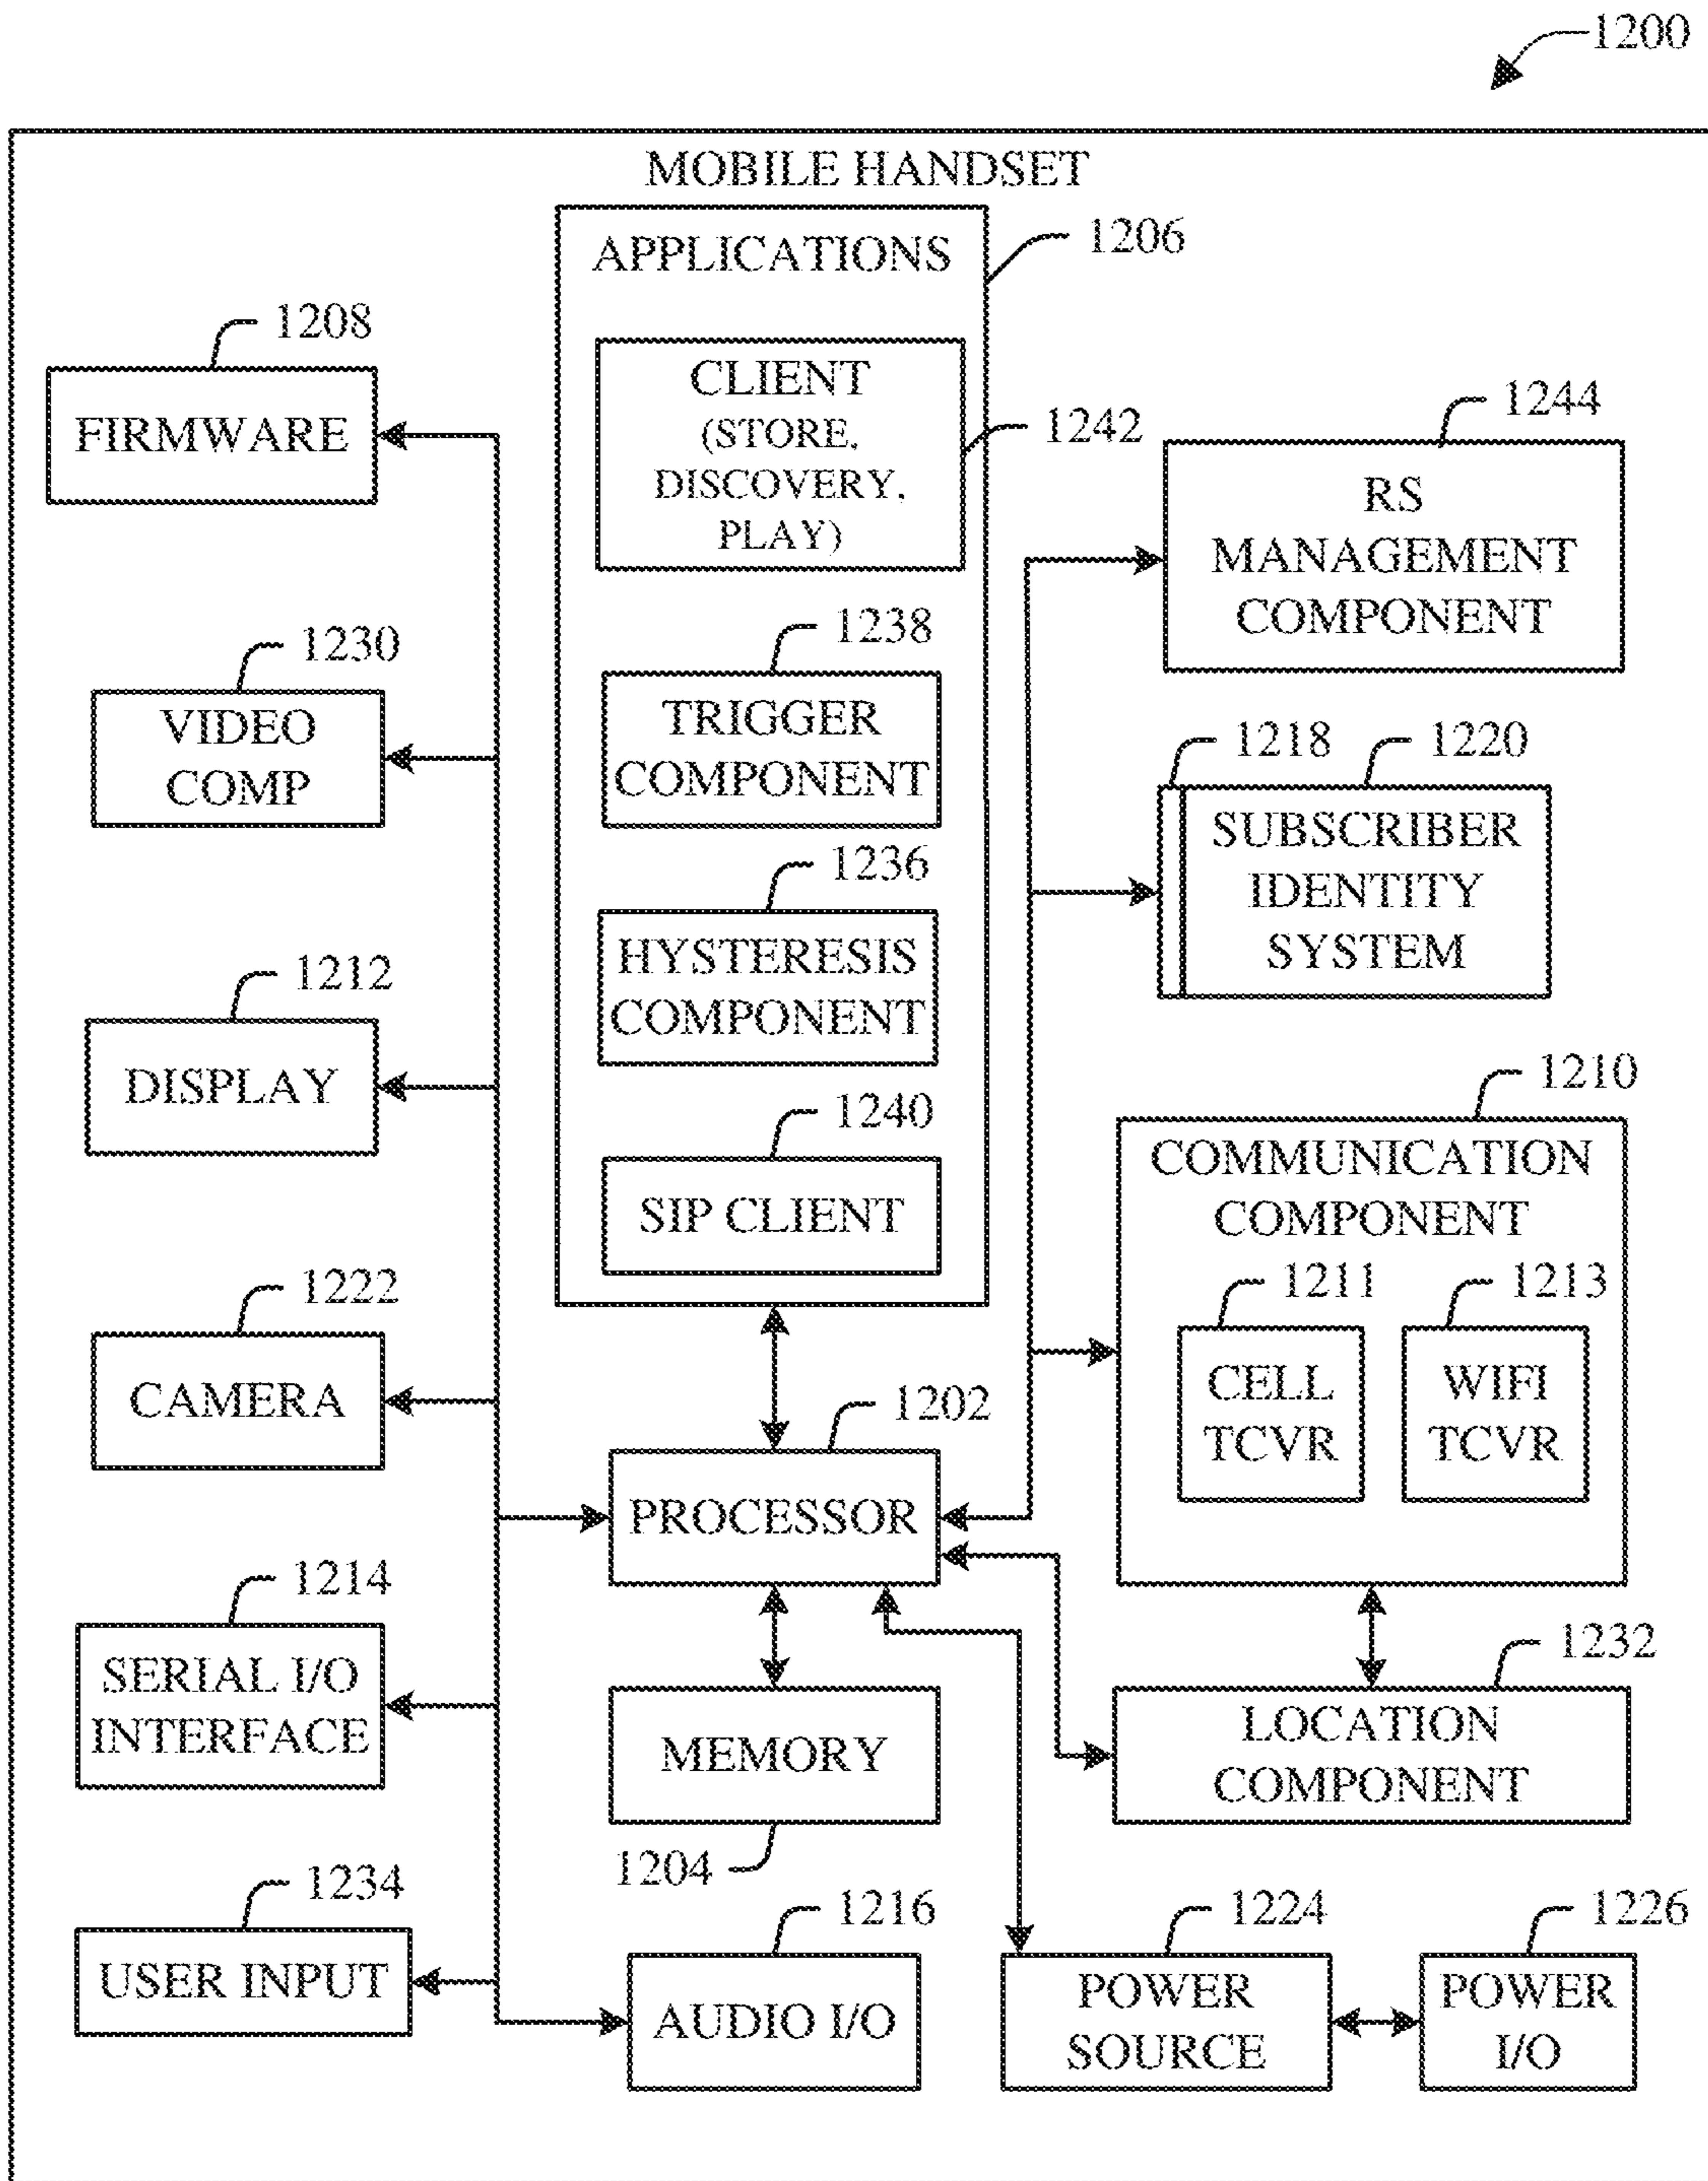 1200
MOBILE HANDSET
APPLICATIONS
1206
CLIENT
(STORE,
DISCOVERY,
PLAY)
1242
1238
TRIGGER
COMPONENT
1236
HYSTERESIS
COMPONENT
1240
SIP CLIENT
1208
FIRMWARE
1230
VIDEO
COMP
1212
DISPLAY
1222
CAMERA
1214
SERIAL I/O
INTERFACE
1234
USER INPUT
1202
PROCESSOR
MEMORY
1204
1216
AUDIO I/O
1244
RS
MANAGEMENT
COMPONENT
1218
1220
SUBSCRIBER
IDENTITY
SYSTEM
1210
COMMUNICATION
COMPONENT
1211
CELL
TCVR
1213
WIFI
TCVR
1232
LOCATION
COMPONENT
1224
POWER
SOURCE
1226
POWER
I/O